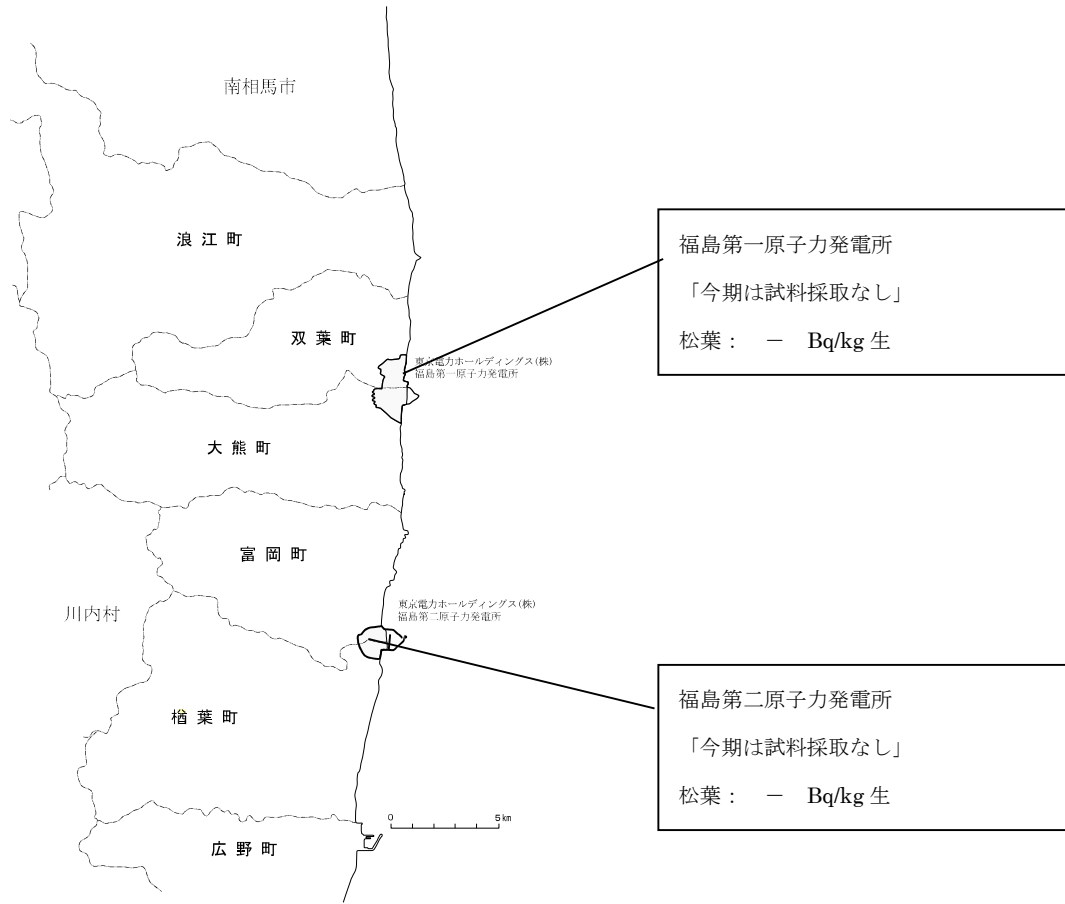 南相馬市
浪江町
双葉町
東京電力ホールディングス(株)
福島第一原子力発電所
大熊町
富岡町
川内村
東京電力ホールディングス(株)
福島第二原子力発電所
楢葉町
広野町
0 5km
福島第一原子力発電所
「今期は試料採取なし」
松葉： － Bq/kg 生
福島第二原子力発電所
「今期は試料採取なし」
松葉： － Bq/kg 生